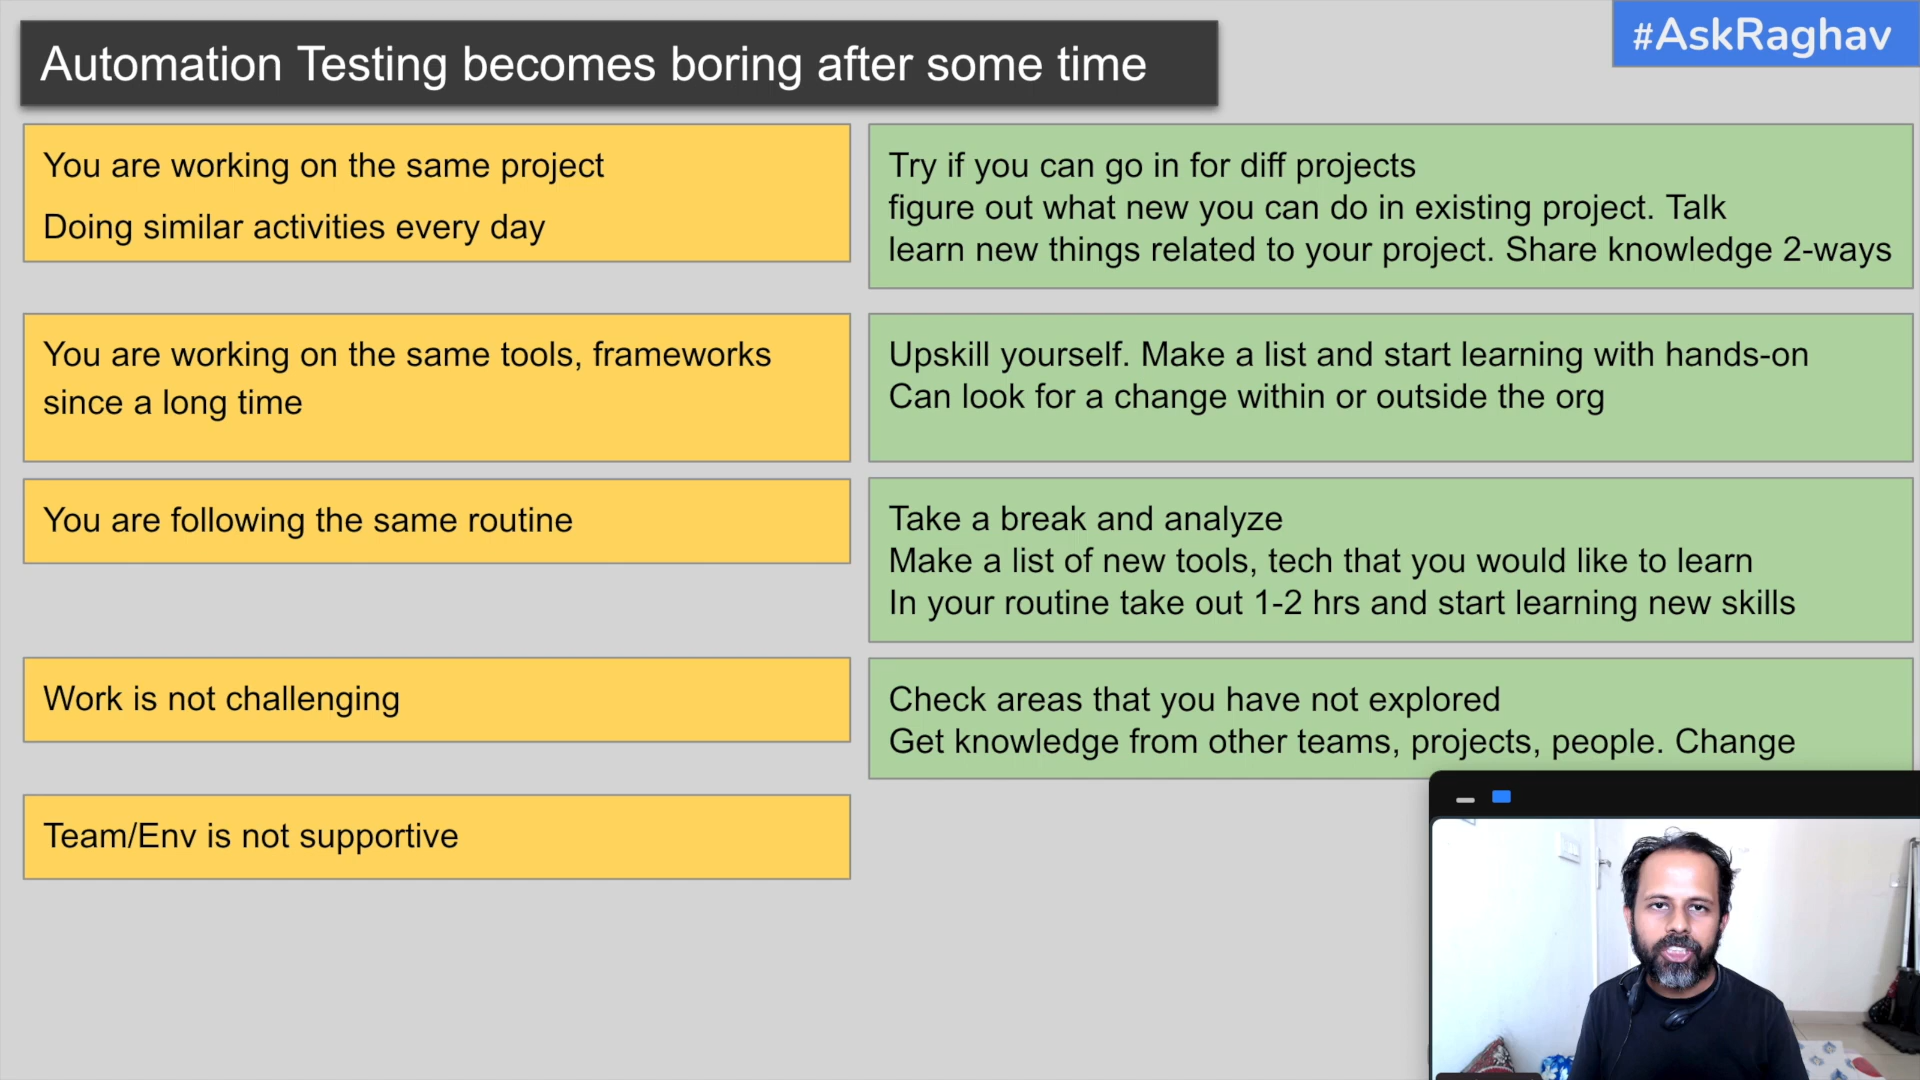 #AskRaghav
Automation Testing becomes boring after some time
You are working on the same project
Doing similar activities every day
Try if you can go in for diff projects
figure out what new you can do in existing project. Talk
learn new things related to your project. Share knowledge 2-ways
You are working on the same tools, frameworks
since a long time
Upskill yourself. Make a list and start learning with hands-on
Can look for a change within or outside the org
You are following the same routine
Take a break and analyze
Make a list of new tools, tech that you would like to learn
In your routine take out 1-2 hrs and start learning new skills
Work is not challenging
Check areas that you have not explored
Get knowledge from other teams, projects, people. Change
Team/Env is not supportive